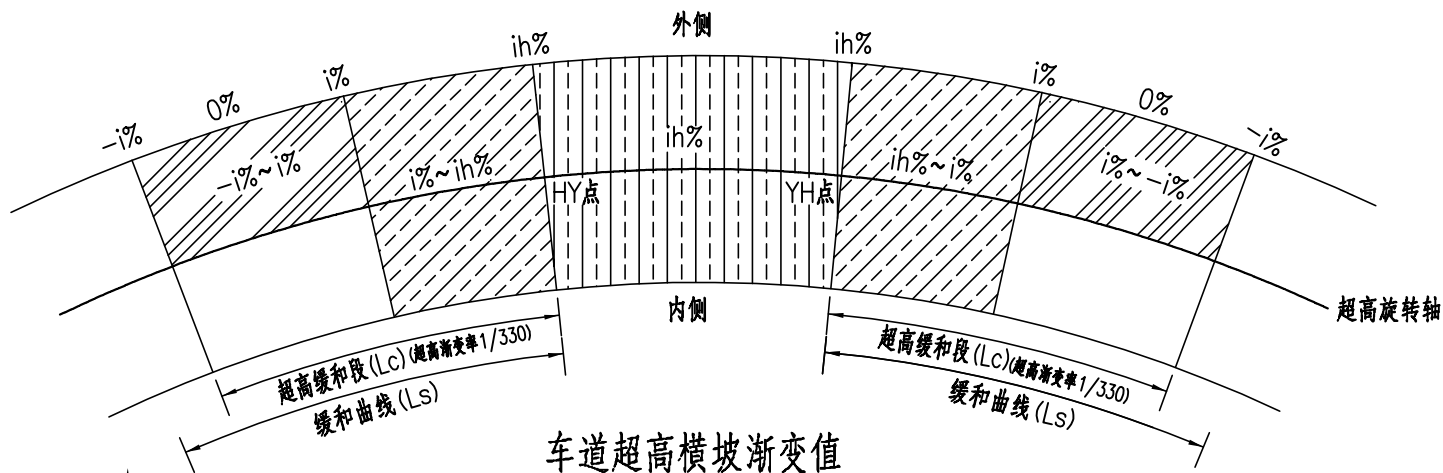 外侧
ih%
ih%
i%
i%
0%
0%
-i%
-i%
-i%~i%
i%~ih%
ih%
ih%~i%
i%~-i%
HY点
YH点
内侧
超高旋转轴
超高缓和段(Lc)(超高渐变率1/330)
超高缓和段(Lc)(超高渐变率1/330)
缓和曲线(Ls)
缓和曲线(Ls)
车道超高横坡渐变值